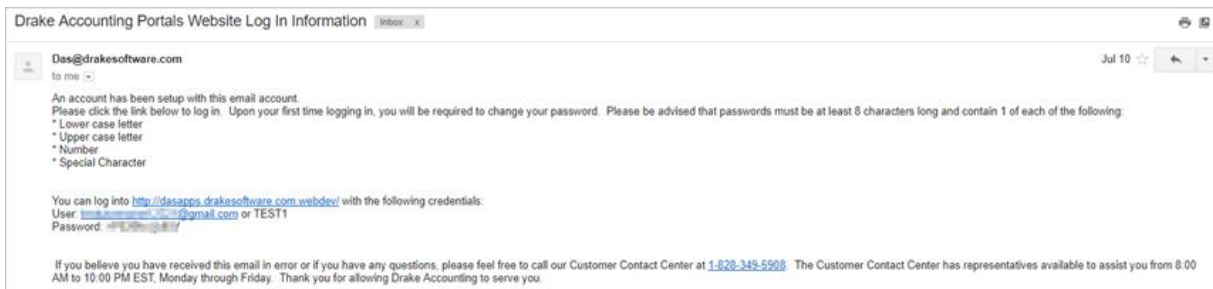 Drake Accounting Portals Website Log In Information Inbox x
Das@drakesoftware.com Jul 10
to me
An account has been setup with this email account.
Please click the link below to log in. Upon your first time logging in, you will be required to change your password. Please be advised that passwords must be at least 8 characters long and contain 1 of each of the following:
* Lower case letter
* Upper case letter
* Number
* Special Character
You can log into http://dasapps.drakesoftware.com.webdev/ with the following credentials:
User: @gmail.com or TEST1
Password:
If you believe you have received this email in error or if you have any questions, please feel free to call our Customer Contact Center at 1-828-349-5908. The Customer Contact Center has representatives available to assist you from 8:00
AM to 10:00 PM EST, Monday through Friday. Thank you for allowing Drake Accounting to serve you.